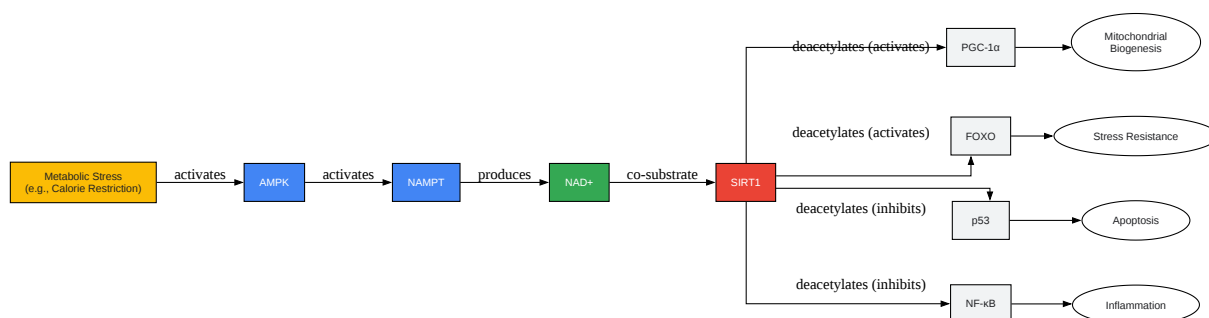 deacetylates (activates)
PGC-1α
Mitochondrial
Biogenesis
deacetylates (activates)
FOXO
Stress Resistance
Metabolic Stress
(e.g., Calorie Restriction)
activates
AMPK
activates
NAMPT
produces
NAD+
co-substrate
SIRT1
deacetylates (inhibits)
p53
Apoptosis
deacetylates (inhibits)
NF-κB
Inflammation